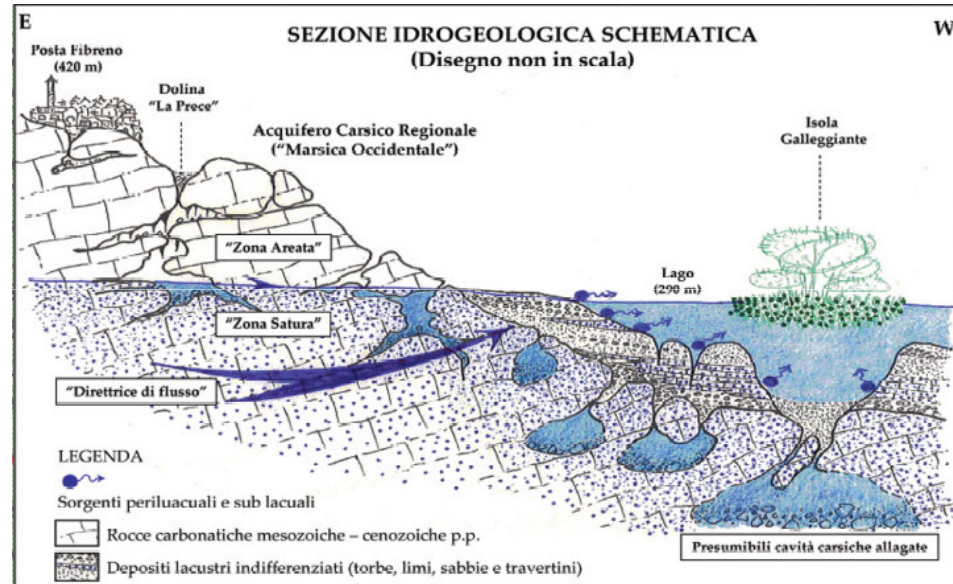 E
W
SEZIONE IDROGEOLOGICA SCHEMATICA
(Disegno non in scala)
Posta Fibreno
(420 m)
Dolina
“La Prece”
Acquifero Carsico Regionale
(“Marsica Occidentale”)
Isola
Galleggiante
“Zona Areata”
Lago
(290 m)
“Zona Satura”
“Direttrice di flusso”
LEGENDA
Sorgenti periluacuali e sub lacuali
Rocce carbonatiche mesozoiche – cenozoiche p.p.
Presumibili cavità carsiche allagate
Depositi lacustri indifferenziati (torbe, limi, sabbie e travertini)